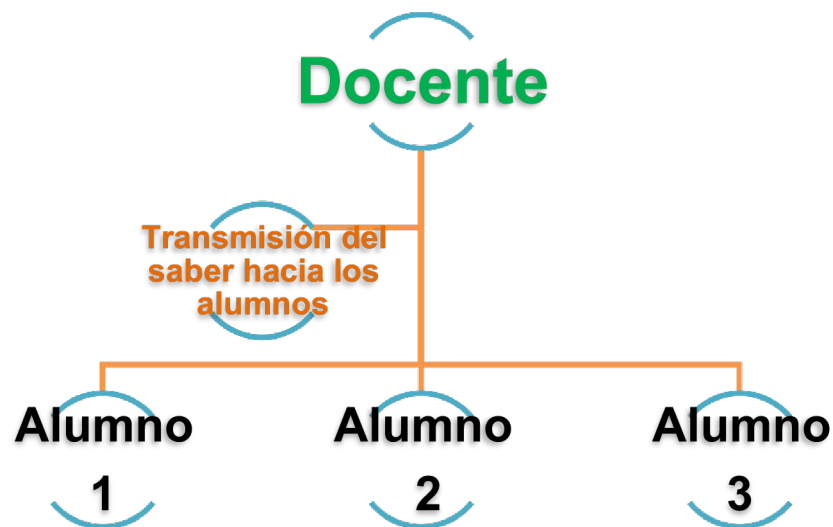 Docente
Transmisión del
saber hacia los
alumnos
Alumno
1
Alumno
2
Alumno
3